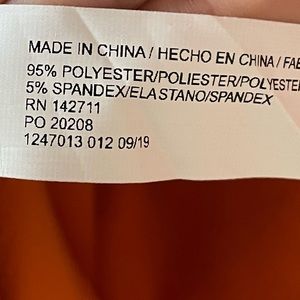 MADE IN CHINA / HECHO EN CHINA / FAB
95% POLYESTER/POLIESTER/POLYESTER
5% SPANDEX/ELASTANO/SPANDEX
RN 142711
PO 20208
1247013 012 09/19